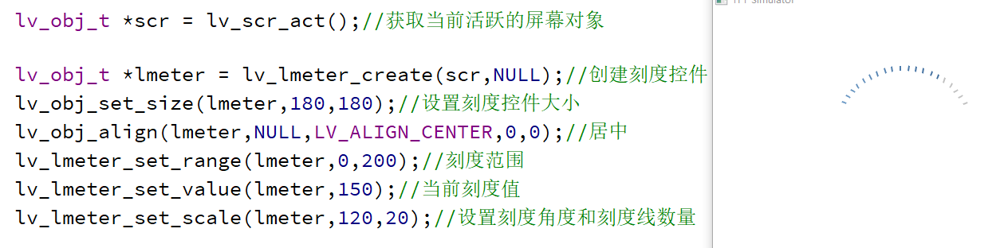 lv_obj_t *scr = lv_scr_act();//获取当前活跃的屏幕对象
TFT Simulator
lv_obj_t *lmeter = lv_lmeter_create(scr,NULL);//创建刻度控件
lv_obj_set_size(lmeter,180,180);//设置刻度控件大小
lv_obj_align(lmeter,NULL,LV_ALIGN_CENTER,0,0);//居中
lv_lmeter_set_range(lmeter,0,200);//刻度范围
lv_lmeter_set_value(lmeter,150);//当前刻度值
lv_lmeter_set_scale(lmeter,120,20);//设置刻度角度和刻度线数量